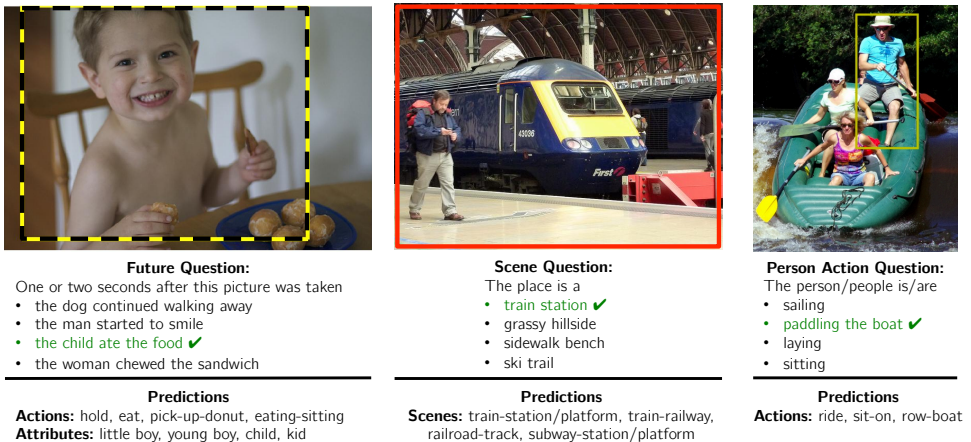 43036
First
Future Question:
One or two seconds after this picture was taken
• the dog continued walking away
• the man started to smile
• the child ate the food ✔
• the woman chewed the sandwich
Predictions
Actions: hold, eat, pick-up-donut, eating-sitting
Attributes: little boy, young boy, child, kid
Scene Question:
The place is a
• train station ✔
• grassy hillside
• sidewalk bench
• ski trail
Predictions
Scenes: train-station/platform, train-railway,
railroad-track, subway-station/platform
Person Action Question:
The person/people is/are
• sailing
• paddling the boat ✔
• laying
• sitting
Predictions
Actions: ride, sit-on, row-boat